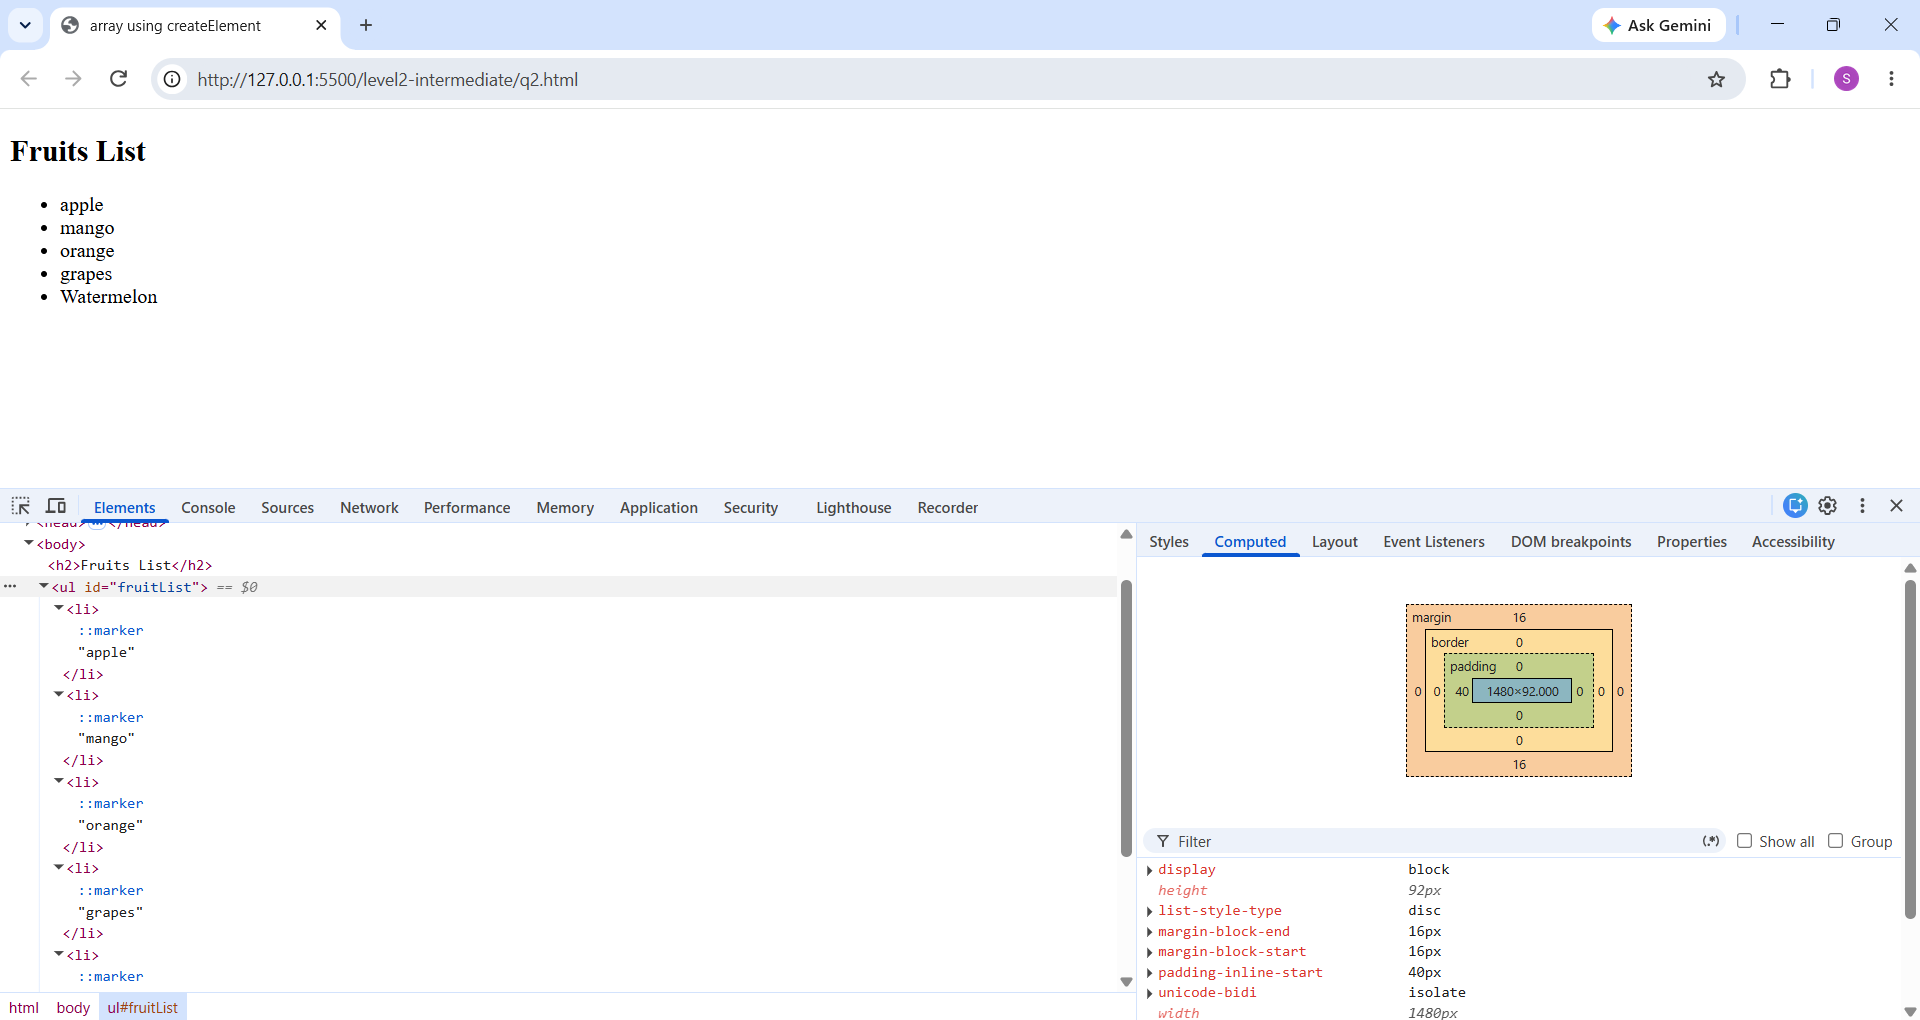 array using createElement
Ask Gemini
http://127.0.0.1:5500/level2-intermediate/q2.html
S
Fruits List
apple
mango
orange
grapes
Watermelon
Elements Console Sources Network Performance Memory Application Security Lighthouse Recorder
<head> … </head>
<body>
<h2>Fruits List</h2>
<ul id="fruitList"> == $0
<li>
::marker
"apple"
</li>
<li>
::marker
"mango"
</li>
<li>
::marker
"orange"
</li>
<li>
::marker
"grapes"
</li>
<li>
::marker
html body ul#fruitList
Styles Computed Layout Event Listeners DOM breakpoints Properties Accessibility
margin 16
border 0
padding 0
0 0 40 1480×92.000 0 0 0
0
0
16
Filter (.*) Show all Group
display block
height 92px
list-style-type disc
margin-block-end 16px
margin-block-start 16px
padding-inline-start 40px
unicode-bidi isolate
width 1480px